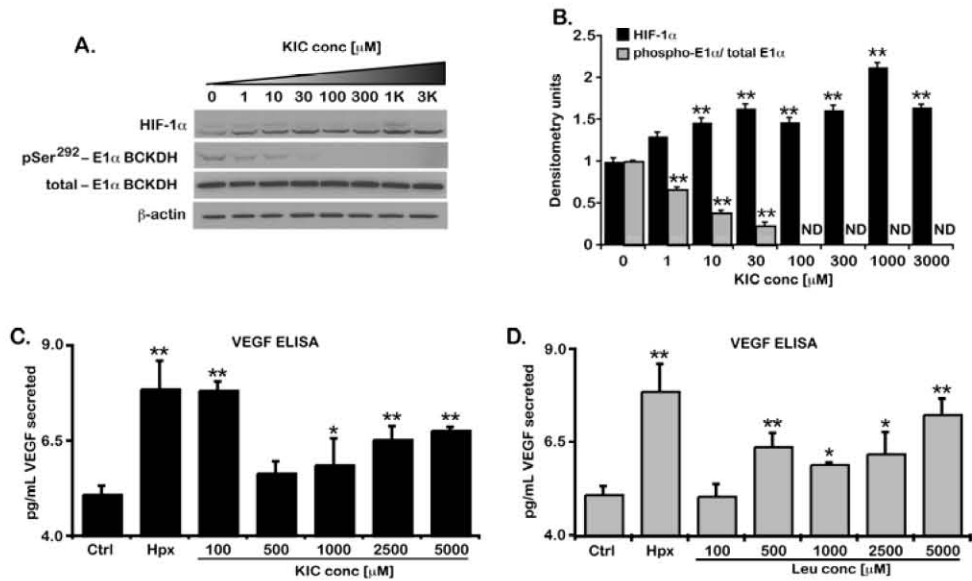 A.
KIC conc [μM]
0 1 10 30 100 300 1K 3K
HIF-1α
pSer292 – E1α BCKDH
total – E1α BCKDH
β-actin
B.
HIF-1α
phospho-E1α/ total E1α
Densitometry units
2.5
2
1.5
1
0.5
0
** ** ** ** ** ** ** ** **
ND ND ND ND
0 1 10 30 100 300 1000 3000
KIC conc [μM]
C.
VEGF ELISA
pg/mL VEGF secreted
9.0
6.5
4.0
** ** * ** **
Ctrl Hpx 100 500 1000 2500 5000
KIC conc [μM]
D.
VEGF ELISA
pg/mL VEGF secreted
9.0
6.5
4.0
** ** * * **
Ctrl Hpx 100 500 1000 2500 5000
Leu conc [μM]